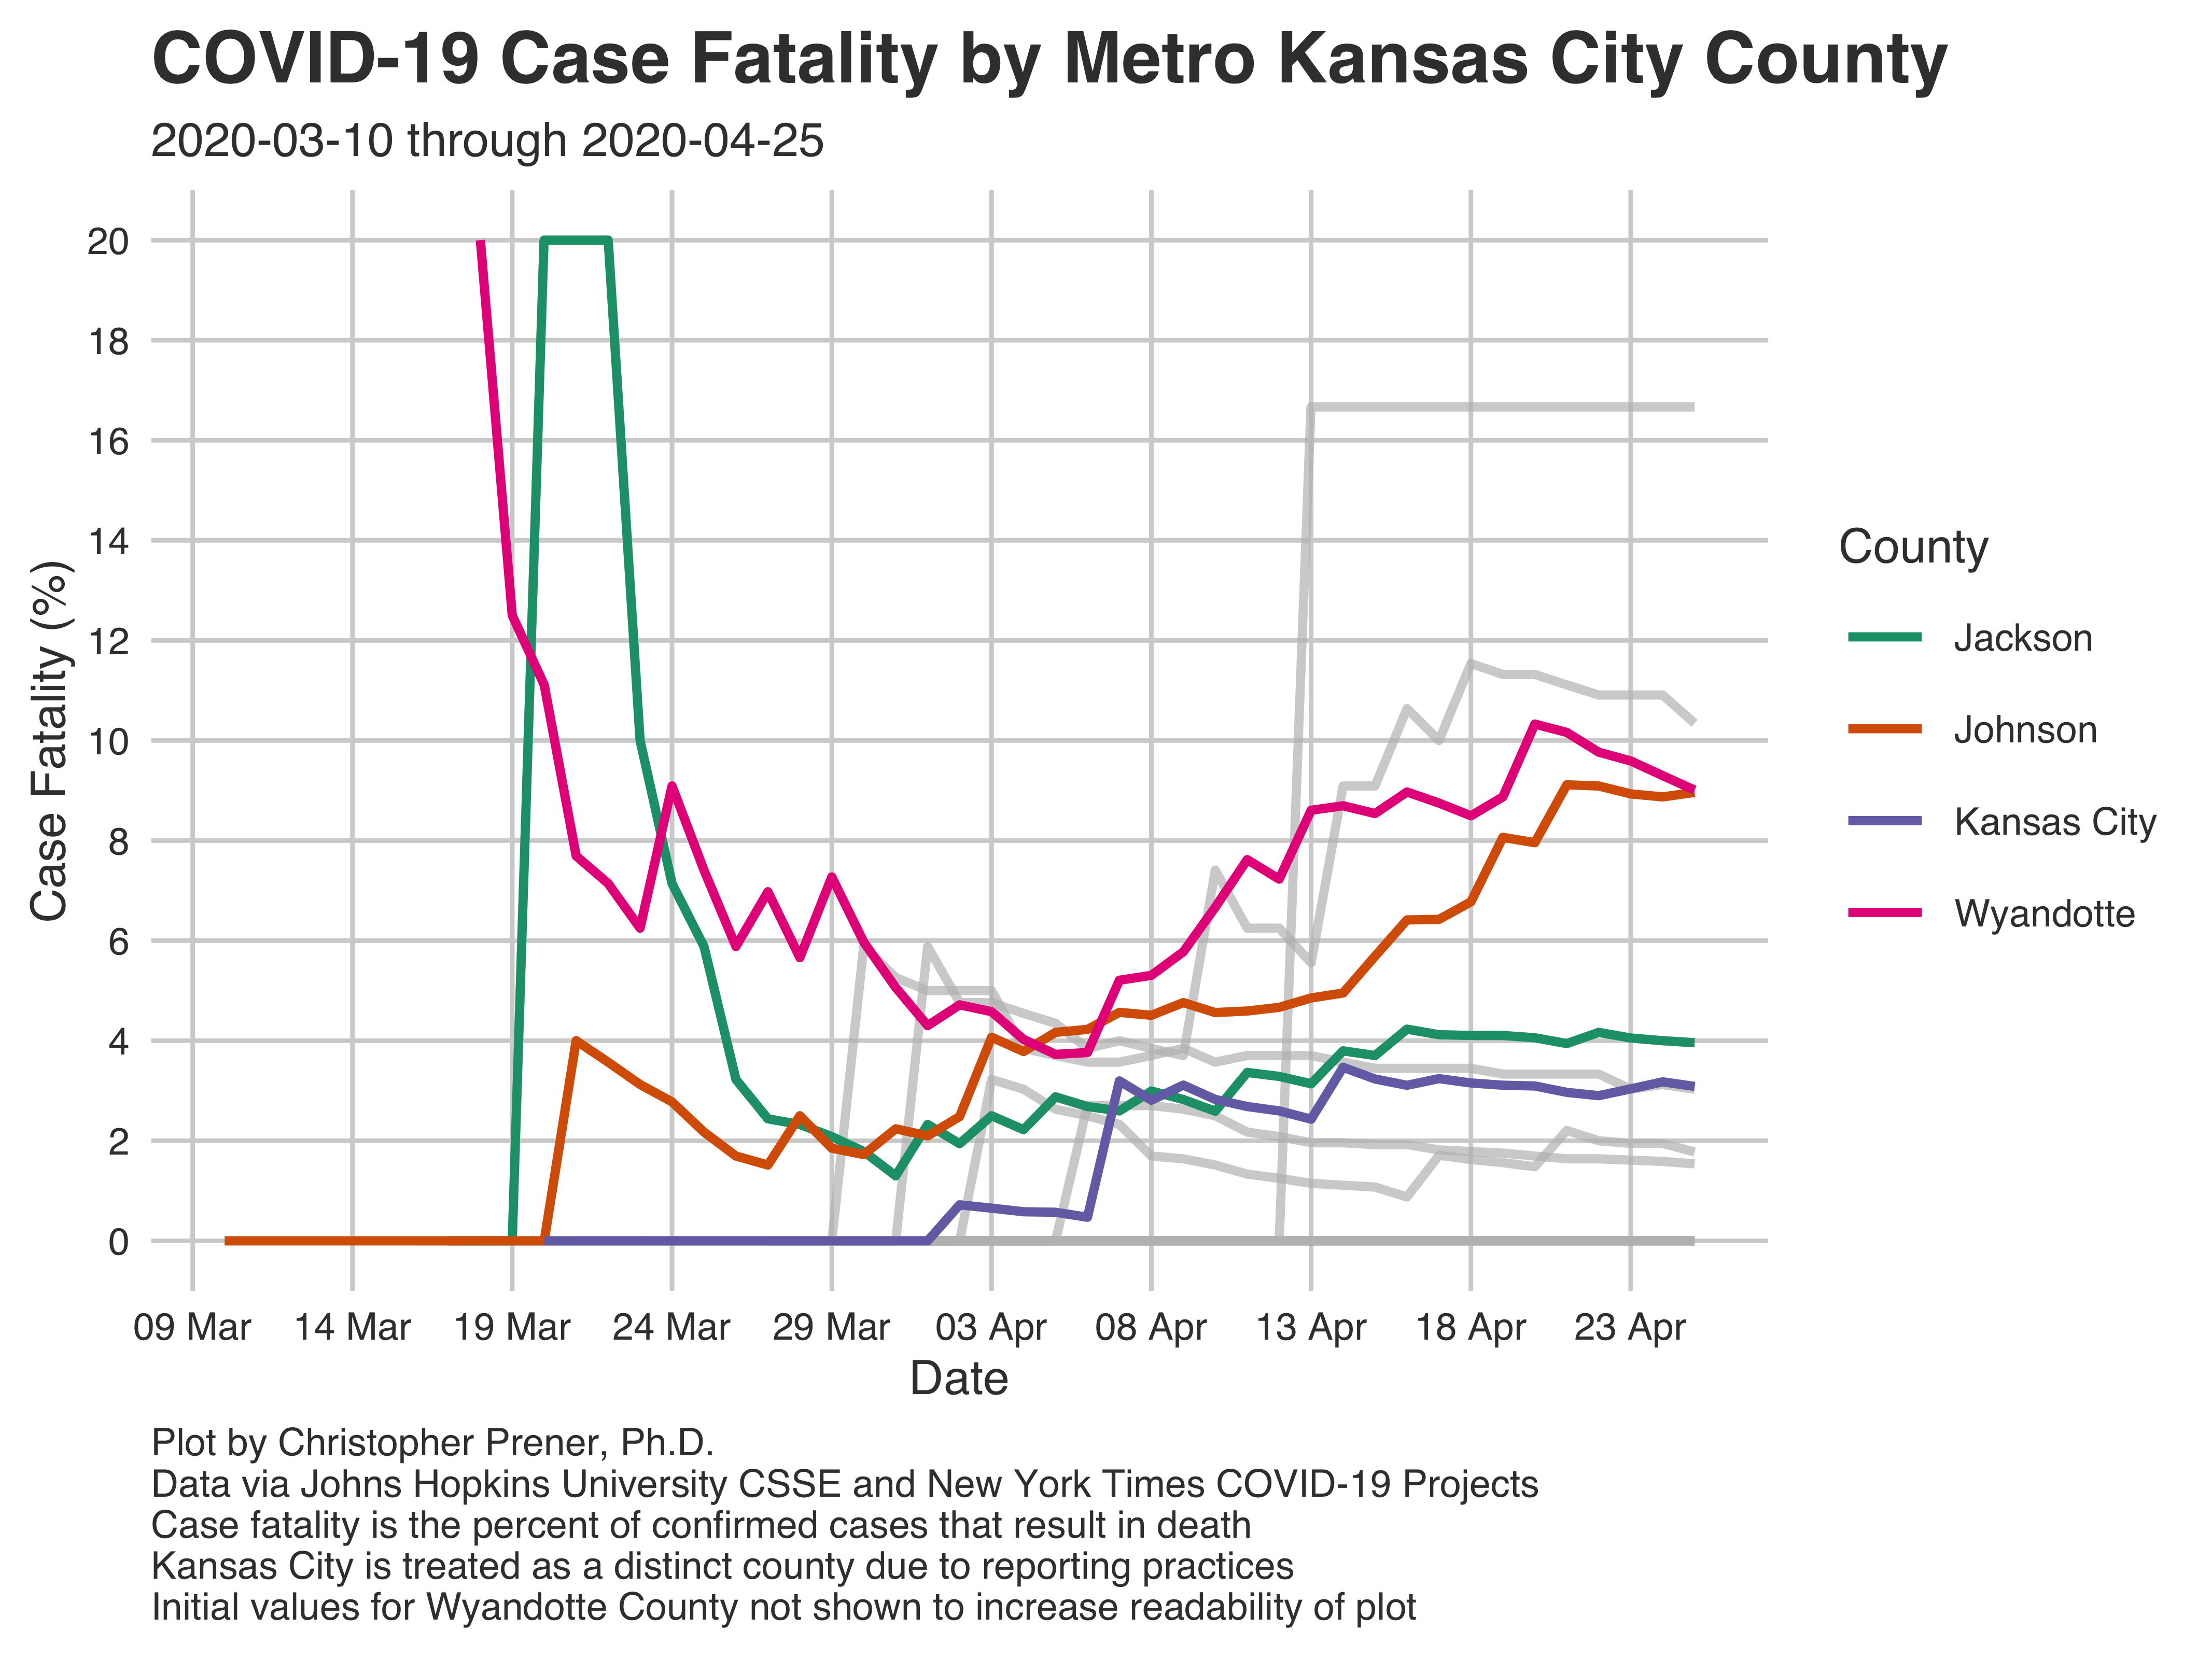 COVID-19 Case Fatality by Metro Kansas City County
2020-03-10 through 2020-04-25
Case Fatality (%)
20
18
16
14
12
10
8
6
4
2
0
09 Mar
14 Mar
19 Mar
24 Mar
29 Mar
03 Apr
08 Apr
13 Apr
18 Apr
23 Apr
Date
County
Jackson
Johnson
Kansas City
Wyandotte
Plot by Christopher Prener, Ph.D.
Data via Johns Hopkins University CSSE and New York Times COVID-19 Projects
Case fatality is the percent of confirmed cases that result in death
Kansas City is treated as a distinct county due to reporting practices
Initial values for Wyandotte County not shown to increase readability of plot